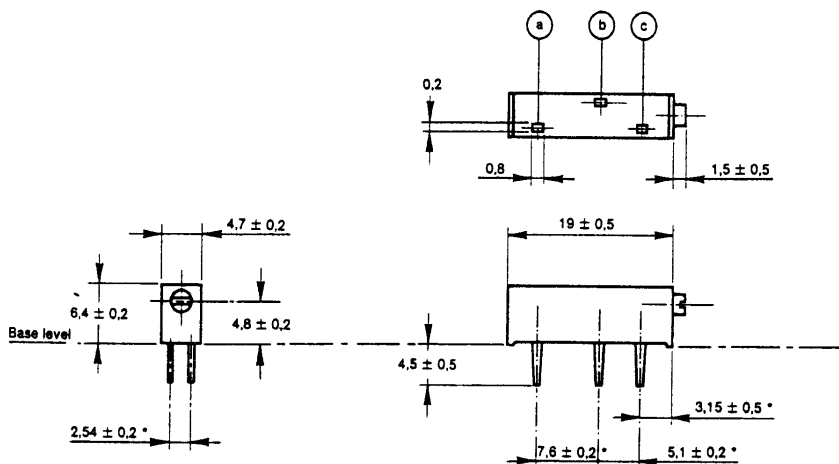 a b c
0,2
0,8
1,5 ± 0,5
4,7 ± 0,2
19 ± 0,5
6,4 ± 0,2
4,8 ± 0,2
Base level
4,5 ± 0,5
3,15 ± 0,5 *
2,54 ± 0,2 *
7,6 ± 0,2 *
5,1 ± 0,2 *